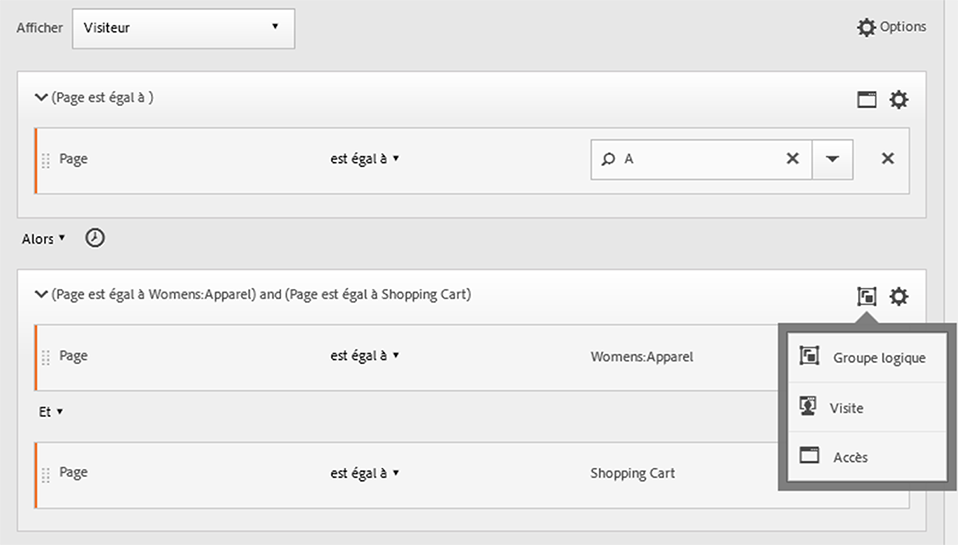 Afficher Visiteur Options
(Page est égal à )
Page est égal à A
Alors
(Page est égal à Womens:Apparel) and (Page est égal à Shopping Cart)
Page est égal à Womens:Apparel
Groupe logique
Et
Visite
Accès
Page est égal à Shopping Cart